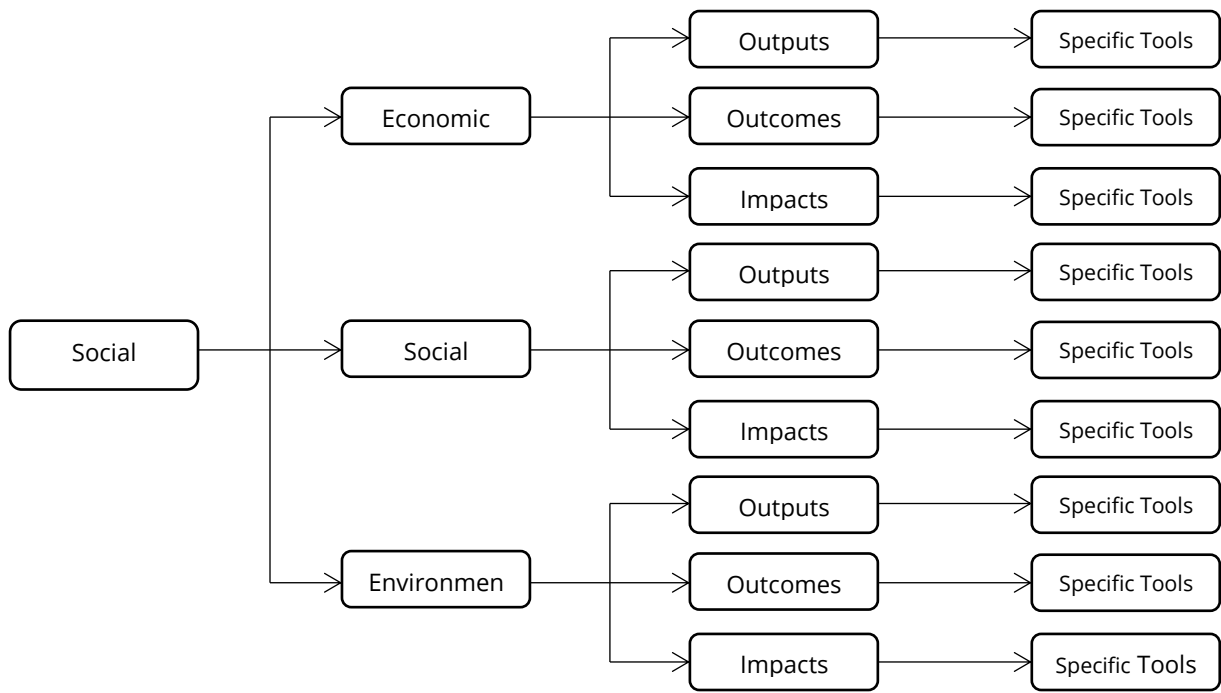 Outputs
Specific Tools
Economic
Outcomes
Specific Tools
Impacts
Specific Tools
Outputs
Specific Tools
Social
Social
Outcomes
Specific Tools
Impacts
Specific Tools
Outputs
Specific Tools
Environmen
Outcomes
Specific Tools
Impacts
Specific Tools